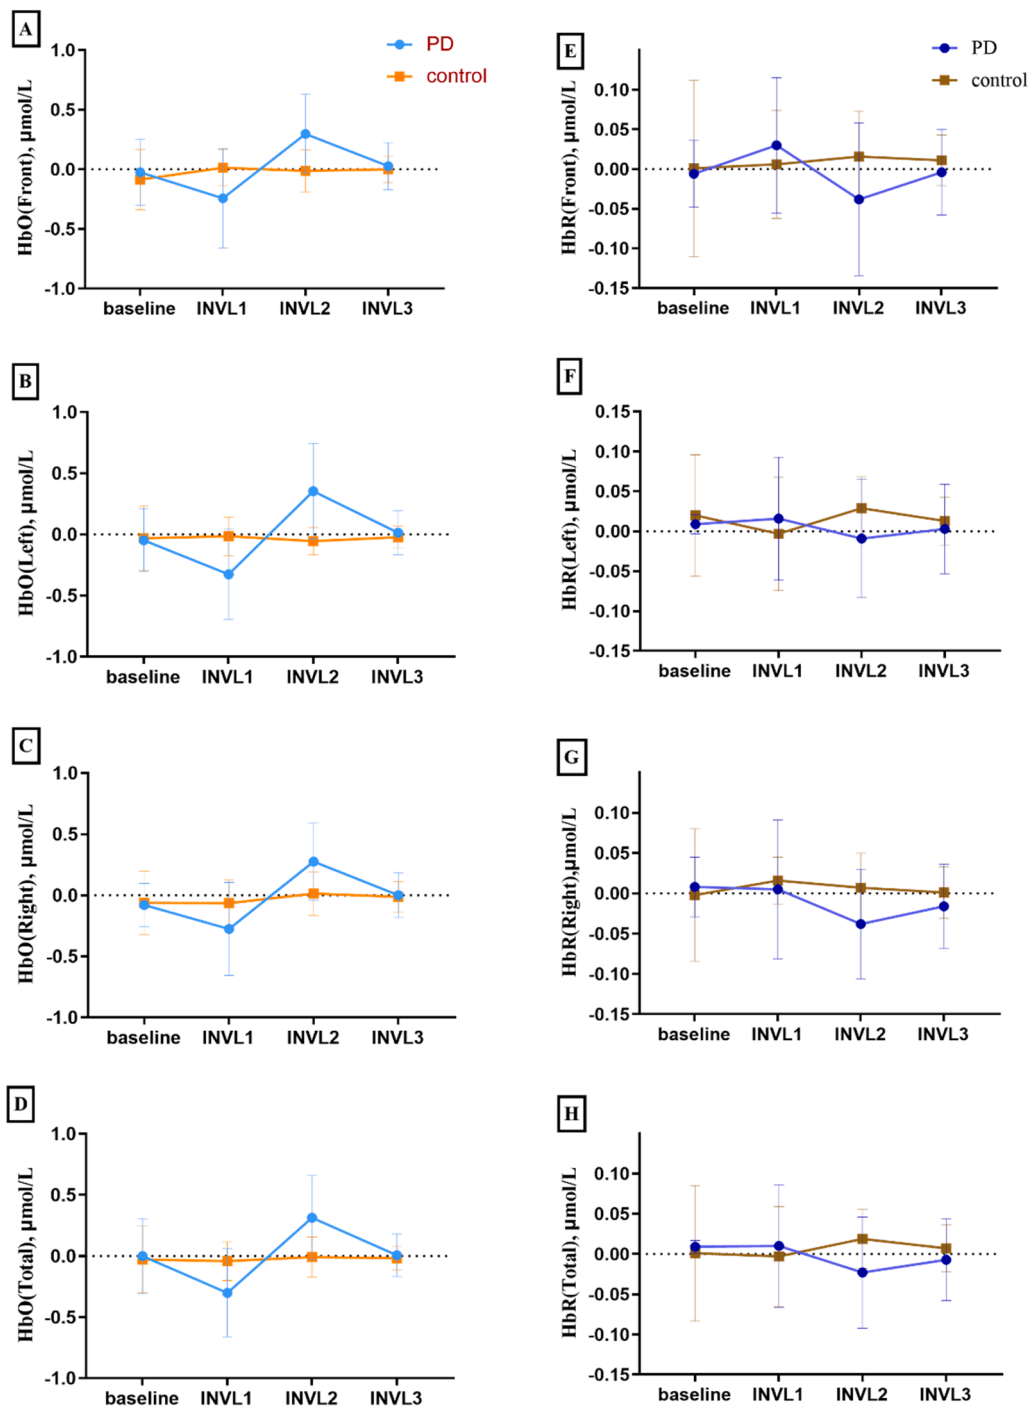 A
PD
control
HbO(Front), μmol/L
1.0
0.5
0.0
-0.5
-1.0
baseline INVL1 INVL2 INVL3
E
PD
control
HbR(Front), μmol/L
0.10
0.05
0.00
-0.05
-0.10
-0.15
baseline INVL1 INVL2 INVL3
B
HbO(Left), μmol/L
1.0
0.5
0.0
-0.5
-1.0
baseline INVL1 INVL2 INVL3
F
HbR(Left), μmol/L
0.15
0.10
0.05
0.00
-0.05
-0.10
-0.15
baseline INVL1 INVL2 INVL3
C
HbO(Right), μmol/L
1.0
0.5
0.0
-0.5
-1.0
baseline INVL1 INVL2 INVL3
G
HbR(Right),μmol/L
0.10
0.05
0.00
-0.05
-0.10
-0.15
baseline INVL1 INVL2 INVL3
D
HbO(Total), μmol/L
1.0
0.5
0.0
-0.5
-1.0
baseline INVL1 INVL2 INVL3
H
HbR(Total), μmol/L
0.10
0.05
0.00
-0.05
-0.10
-0.15
baseline INVL1 INVL2 INVL3